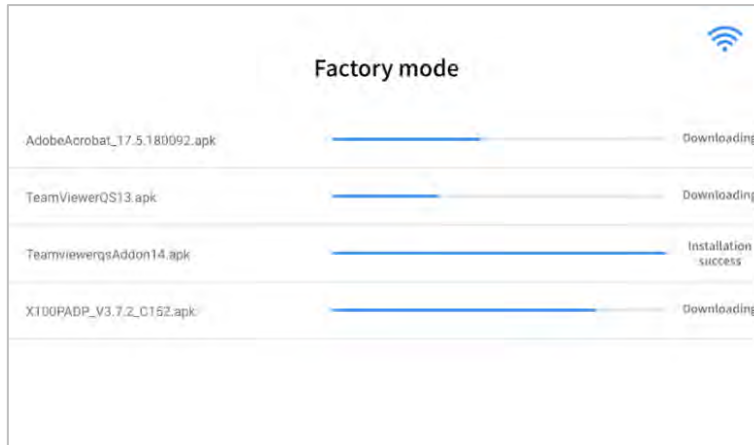 Factory mode
AdobeAcrobat_17.5.180092.apk Downloading
TeamViewerQS13.apk Downloading
TeamviewerqsAddon14.apk Installation
success
X100PADP_V3.7.2_C152.apk Downloading